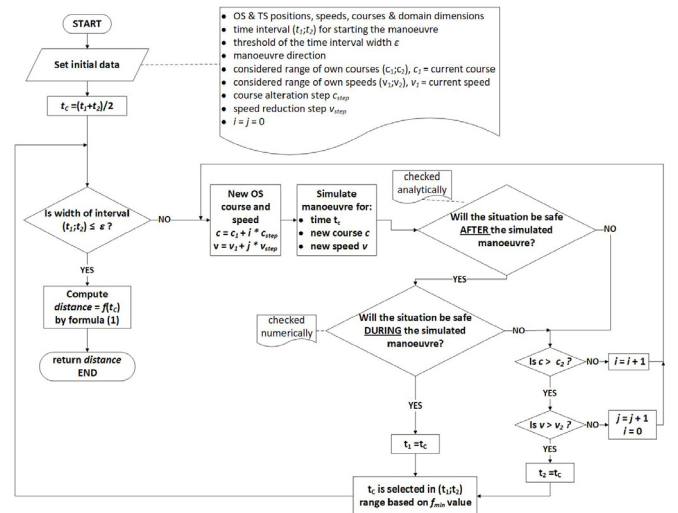 START
Set initial data
• OS & TS positions, speeds, courses & domain dimensions
• time interval (t₁;t₂) for starting the manoeuvre
• threshold of the time interval width ε
• manoeuvre direction
• considered range of own courses (c₁;c₂), c₁ = current course
• considered range of own speeds (v₁;v₂), v₁ = current speed
• course alteration step cₛₜₑₚ
• speed reduction step vₛₜₑₚ
• i = j = 0
t꜀ =(t₁+t₂)/2
Is width of interval
(t₁;t₂) ≤ ε ?
NO
YES
Compute
distance = f(t꜀)
by formula (1)
return distance
END
New OS
course and
speed
c = c₁ + i * cₛₜₑₚ
v = v₁ + j * vₛₜₑₚ
Simulate
manoeuvre for:
• time t꜀
• new course c
• new speed v
checked
analytically
Will the situation be safe
AFTER the simulated
manoeuvre?
NO
YES
checked
numerically
Will the situation be safe
DURING the simulated
manoeuvre?
NO
YES
Is c > c₂ ?
NO
i = i + 1
YES
Is v > v₂ ?
NO
j = j + 1
i = 0
YES
t₁ =t꜀
t₂ =t꜀
t꜀ is selected in (t₁;t₂)
range based on fₘᵢₙ value